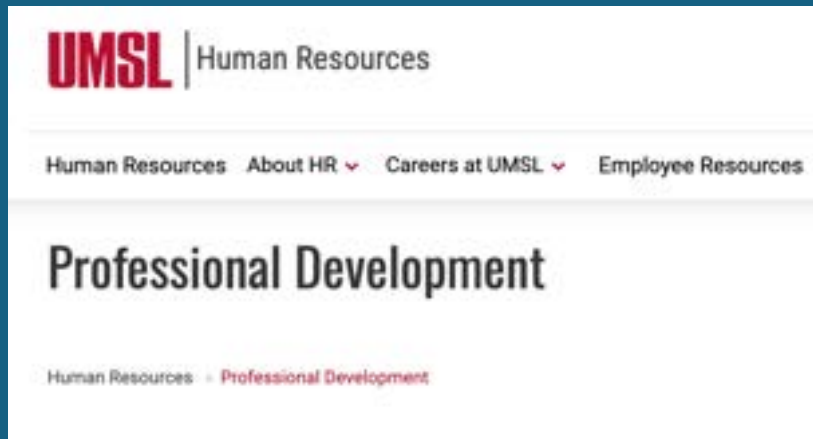 UMSL | Human Resources
Human Resources About HR Careers at UMSL Employee Resources
Professional Development
Human Resources Professional Development